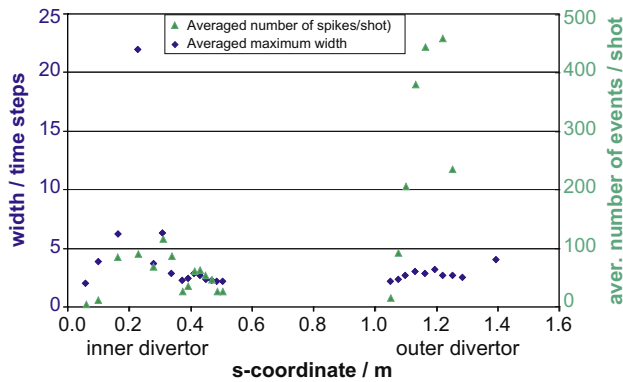 25
20
15
10
5
0
width / time steps
Averaged number of spikes/shot)
Averaged maximum width
500
400
300
200
100
0
aver. number of events / shot
0.0 0.2 0.4 0.6 0.8 1.0 1.2 1.4 1.6
inner divertor outer divertor
s-coordinate / m